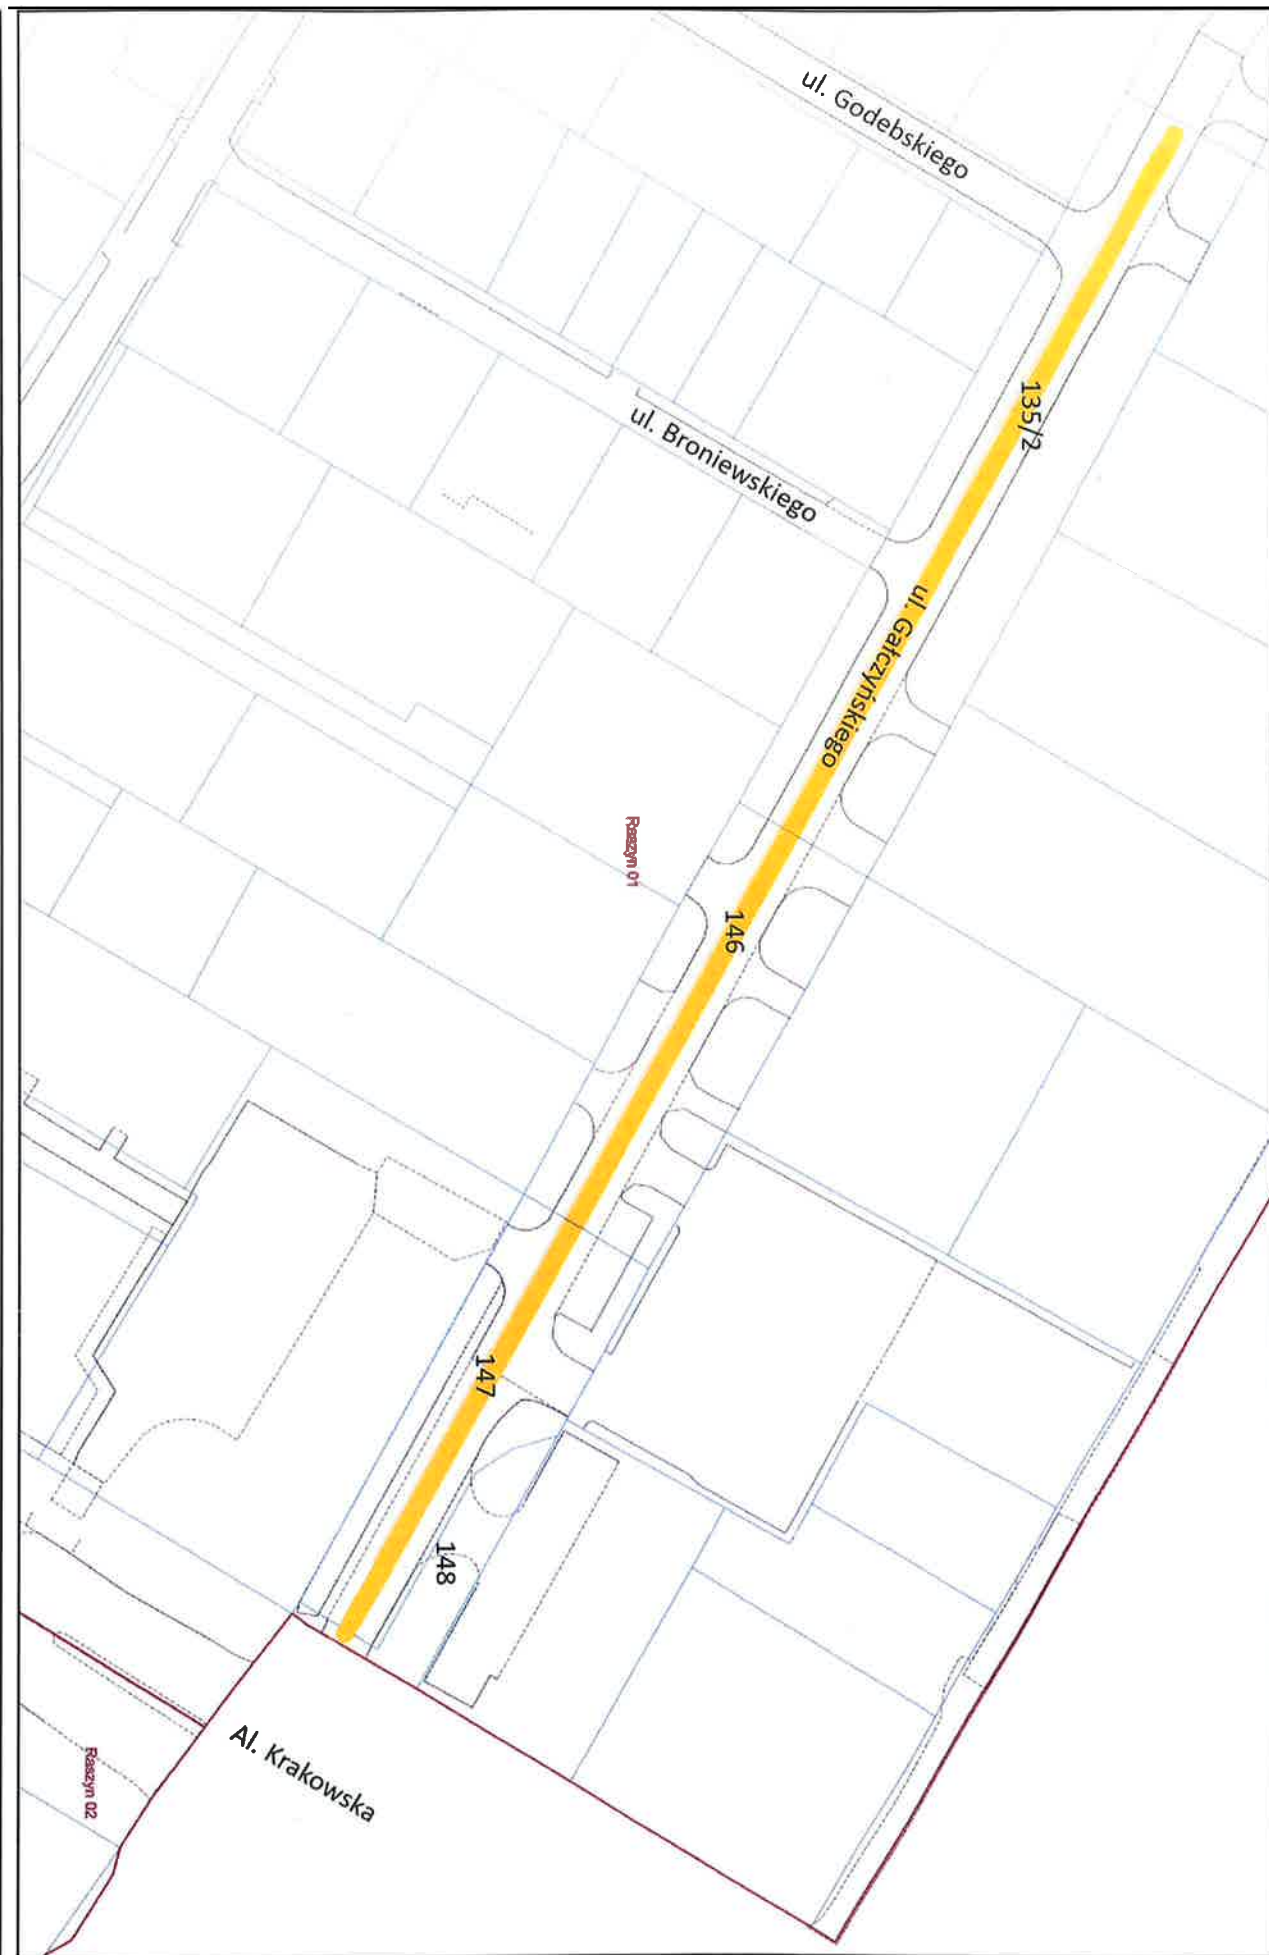 ul. Godebskiego
135/2
ul. Broniewskiego
ul. Gałczyńskiego
Raszyn 01
146
147
148
Al. Krakowska
Raszyn 02